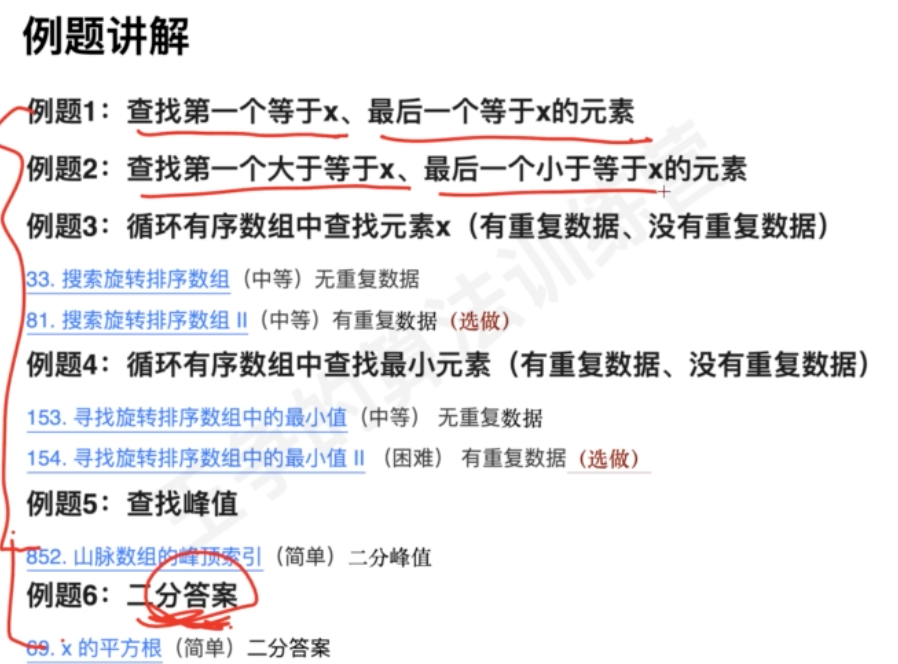 例题讲解
例题1：查找第一个等于x、最后一个等于x的元素
例题2：查找第一个大于等于x、最后一个小于等于x的元素
例题3：循环有序数组中查找元素x（有重复数据、没有重复数据）
33. 搜索旋转排序数组（中等）无重复数据
81. 搜索旋转排序数组 II（中等）有重复数据（选做）
例题4：循环有序数组中查找最小元素（有重复数据、没有重复数据）
153. 寻找旋转排序数组中的最小值（中等） 无重复数据
154. 寻找旋转排序数组中的最小值 II （困难） 有重复数据（选做）
例题5：查找峰值
852. 山脉数组的峰顶索引（简单）二分峰值
例题6：二分答案
69. x 的平方根（简单）二分答案
的算法训练营